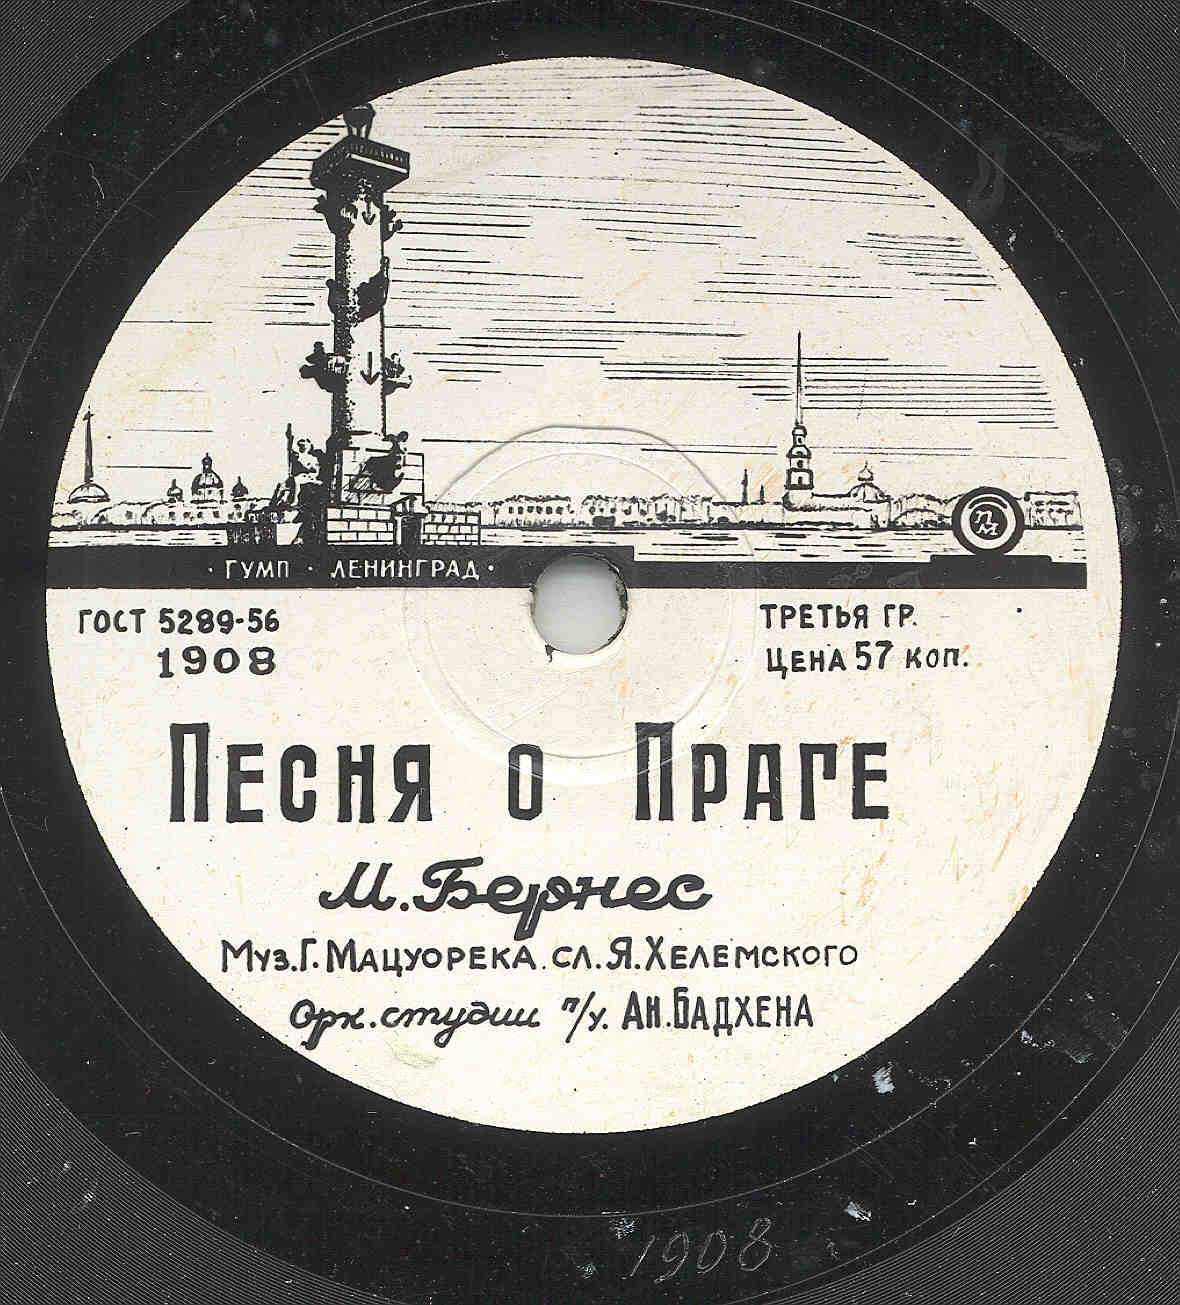 ПМ
· ГУМП · ЛЕНИНГРАД ·
ГОСТ 5289-56
1908
ТРЕТЬЯ ГР.
ЦЕНА 57 КОП.
ПЕСНЯ О ПРАГЕ
М. Бернес
МУЗ. Г. МАЦУОРЕКА. СЛ. Я. ХЕЛЕМСКОГО
Орк. студии п/у. АН. БАДХЕНА
1908